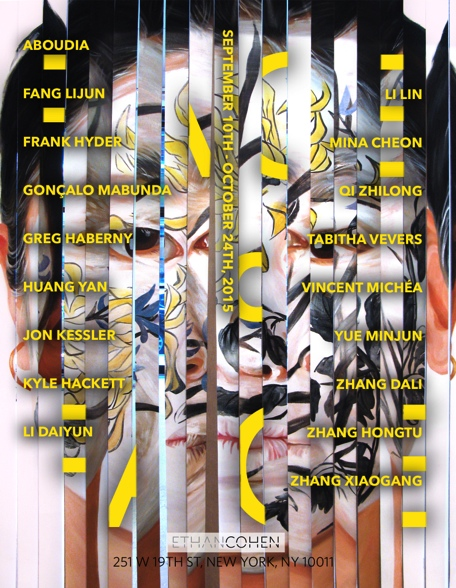 ABOUDIA
FANG LIJUN
FRANK HYDER
GONÇALO MABUNDA
GREG HABERNY
HUANG YAN
JON KESSLER
KYLE HACKETT
LI DAIYUN
SEPTEMBER 10TH - OCTOBER 24TH, 2015
LI LIN
MINA CHEON
QI ZHILONG
TABITHA VEVERS
VINCENT MICHÉA
YUE MINJUN
ZHANG DALI
ZHANG HONGTU
ZHANG XIAOGANG
ETHANCOHEN
251 W 19TH ST, NEW YORK, NY 10011